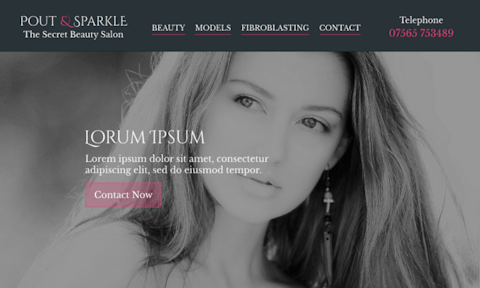 POUT & SPARKLE
The Secret Beauty Salon
BEAUTY MODELS FIBROBLASTING CONTACT
Telephone
07565 753489
LORUM IPSUM
Lorem ipsum dolor sit amet, consectetur
adipiscing elit, sed do eiusmod tempor.
Contact Now